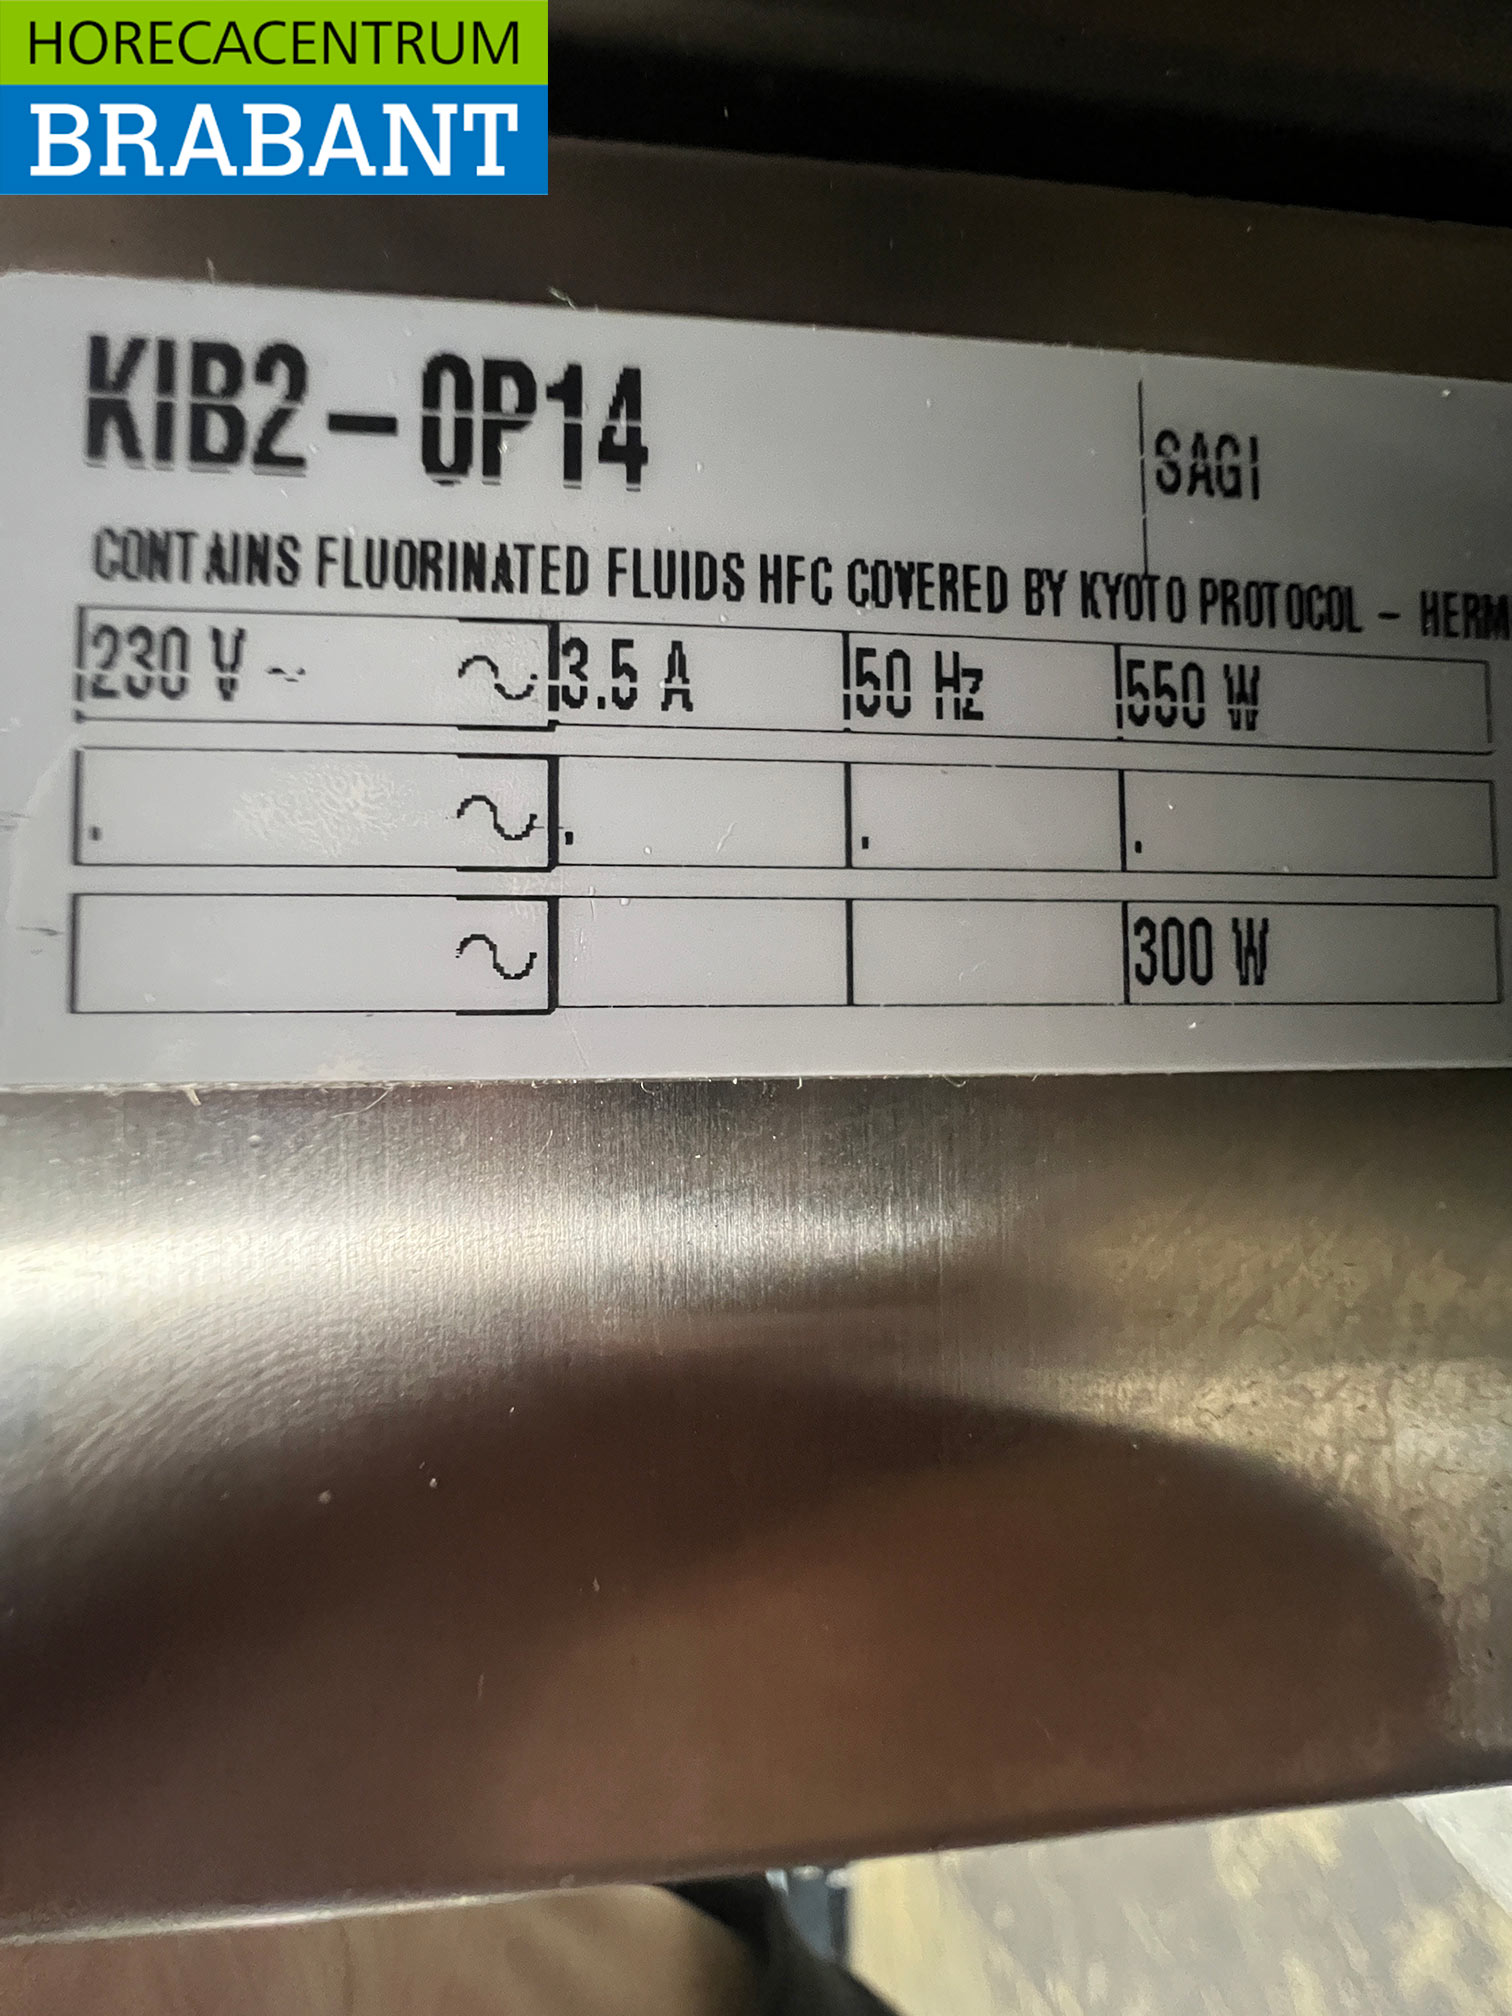 HORECACENTRUM
BRABANT
KIB2-OP14
SAGI
CONTAINS FLUORINATED FLUIDS HFC COVERED BY KYOTO PROTOCOL - HERM
230 V ~ ∿ 3.5 A 50 Hz 550 W
. ∿ . . .
∿ 300 W